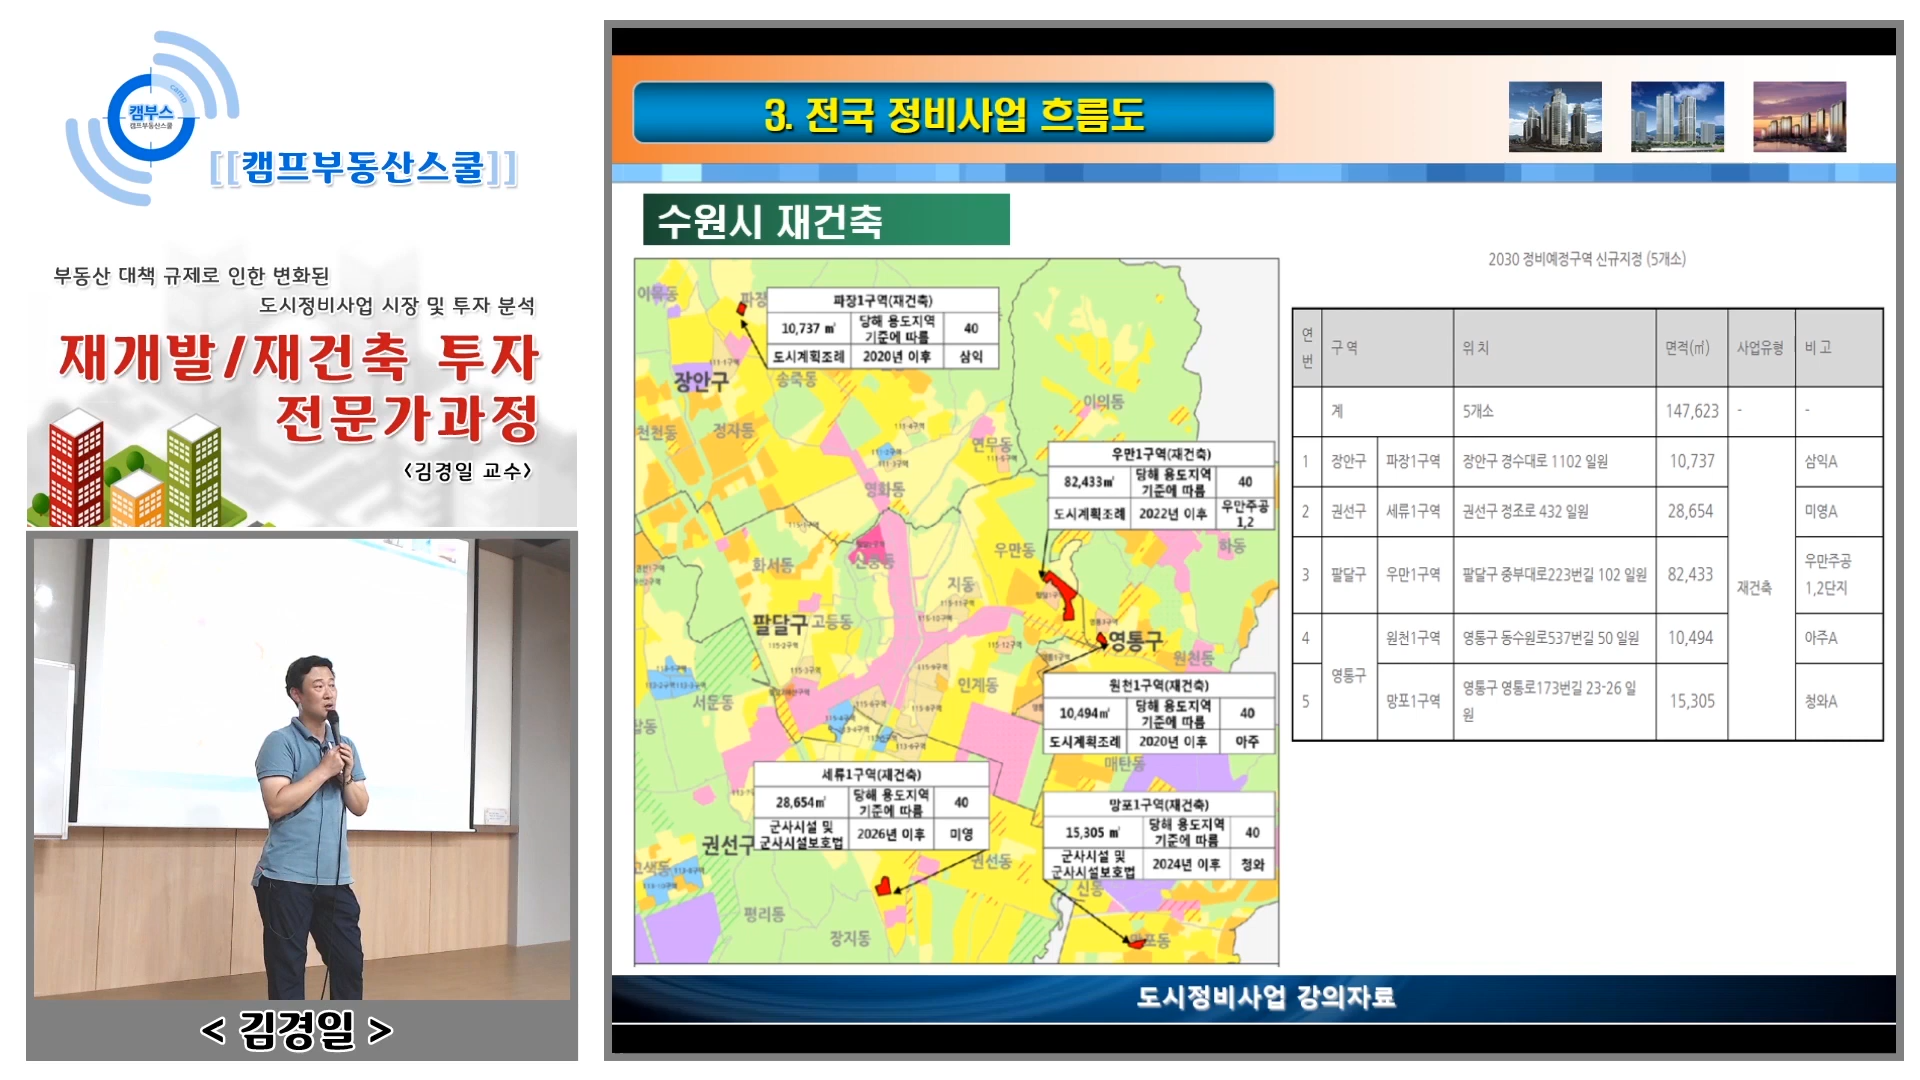 캠부스
camp
캠프부동산스쿨
[[캠프부동산스쿨]]
부동산 대책 규제로 인한 변화된
도시정비사업 시장 및 투자 분석
재개발/재건축 투자
전문가과정
<김경일 교수>
< 김경일 >
3. 전국 정비사업 흐름도
수원시 재건축
파장1구역(재건축)
10,737 ㎡ 당해 용도지역 기준에 따름 40
도시계획조례 2020년 이후 삼익
우만1구역(재건축)
82,433㎡ 당해 용도지역 기준에 따름 40
도시계획조례 2022년 이후 우만주공 1,2
원천1구역(재건축)
10,494㎡ 당해 용도지역 기준에 따름 40
도시계획조례 2020년 이후 아주
세류1구역(재건축)
28,654㎡ 당해 용도지역 기준에 따름 40
군사시설 및 군사시설보호법 2026년 이후 미영
망포1구역(재건축)
15,305 ㎡ 당해 용도지역 기준에 따름 40
군사시설 및 군사시설보호법 2024년 이후 청와
이목동
장안구
송죽동
이의동
천천동
정자동
연무동
영화동
화서동
우만동
하동
지동
팔달구
고등동
영통구
원천동
인계동
서둔동
매탄동
권선구
고색동
권선동
신동
평리동
장지동
망포동
2030 정비예정구역 신규지정 (5개소)
연번 구 역 위 치 면적(㎡) 사업유형 비 고
계 5개소 147,623 - -
1 장안구 파장1구역 장안구 경수대로 1102 일원 10,737 삼익A
2 권선구 세류1구역 권선구 정조로 432 일원 28,654 미영A
3 팔달구 우만1구역 팔달구 중부대로223번길 102 일원 82,433 재건축 우만주공 1,2단지
4 영통구 원천1구역 영통구 동수원로537번길 50 일원 10,494 아주A
5 망포1구역 영통구 영통로173번길 23-26 일원 15,305 청와A
도시정비사업 강의자료